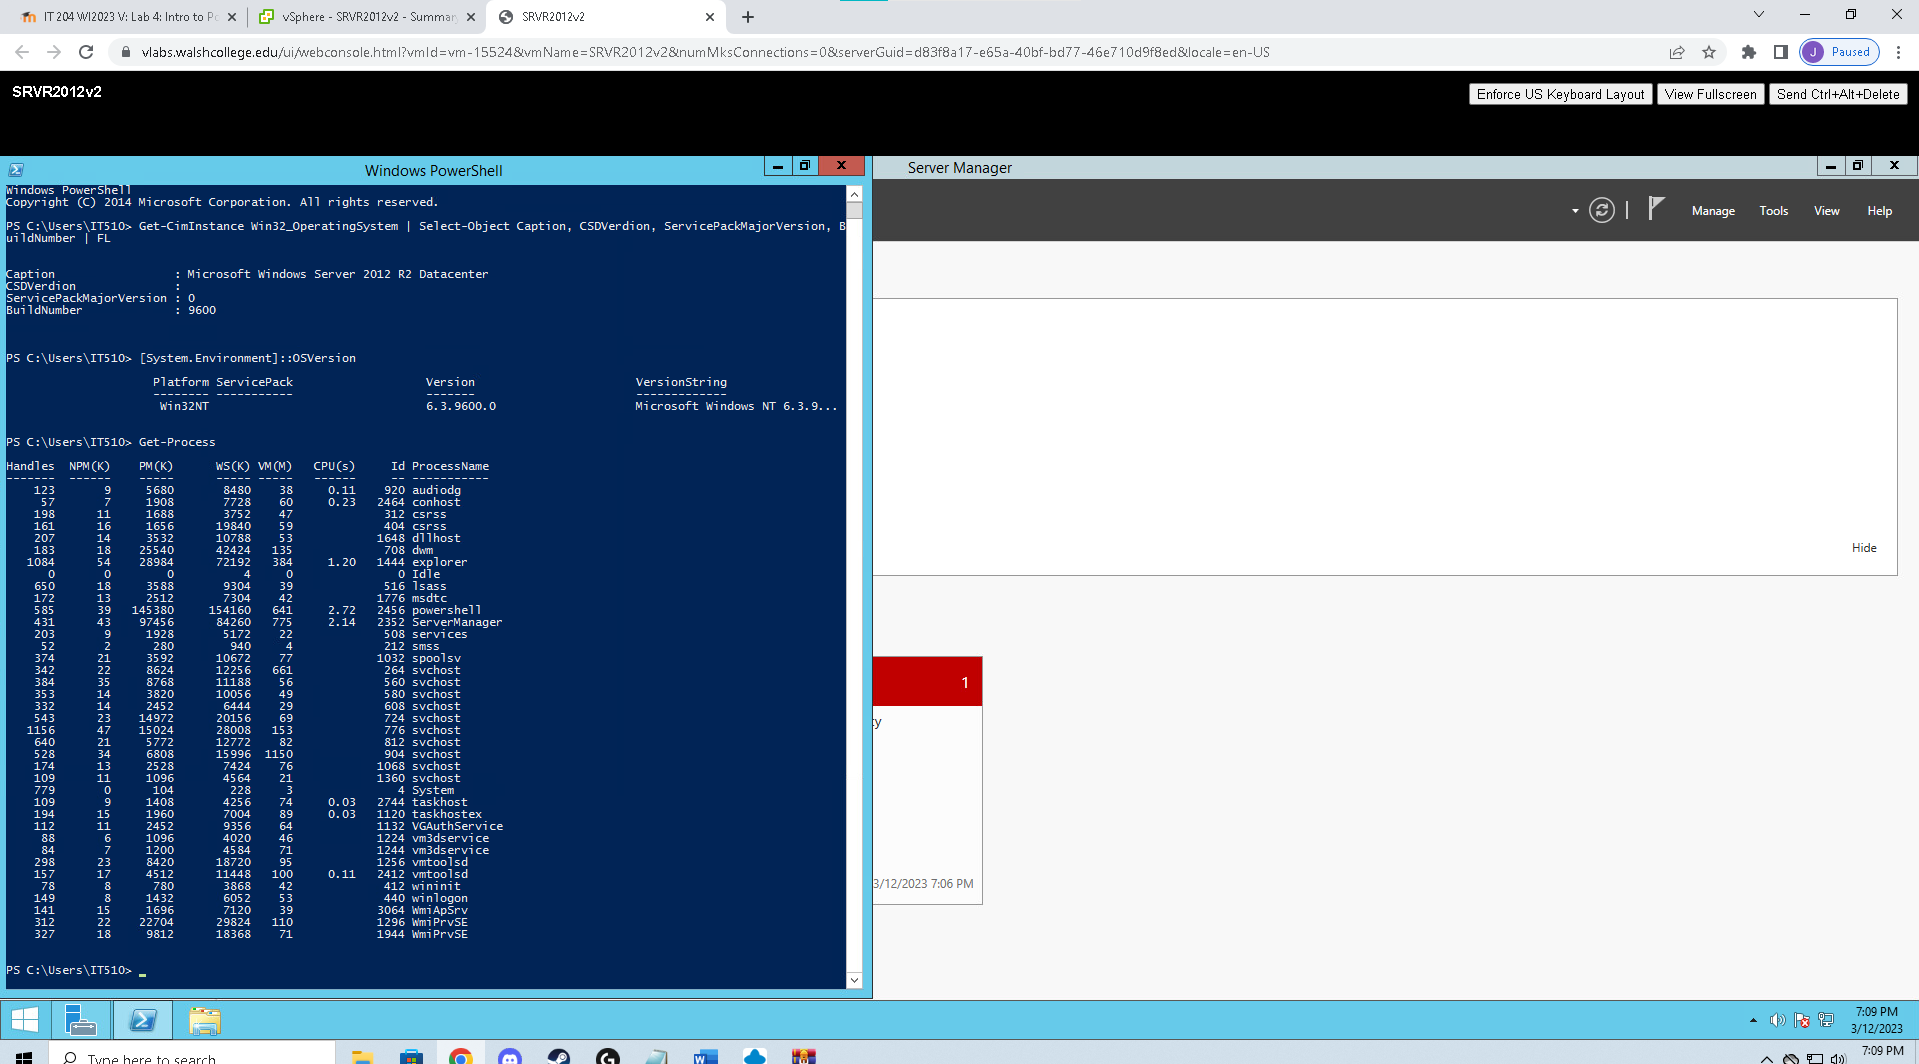 IT 204 WI2023 V: Lab 4: Intro to Po
vSphere - SRVR2012v2 - Summary
SRVR2012v2
vlabs.walshcollege.edu/ui/webconsole.html?vmId=vm-15524&vmName=SRVR2012v2&numMksConnections=0&serverGuid=d83f8a17-e65a-40bf-bd77-46e710d9f8ed&locale=en-US
J Paused
SRVR2012v2
Enforce US Keyboard Layout View Fullscreen Send Ctrl+Alt+Delete
Windows PowerShell
Server Manager
Manage Tools View Help
Windows PowerShell
Copyright (C) 2014 Microsoft Corporation. All rights reserved.
PS C:\Users\IT510> Get-CimInstance Win32_OperatingSystem | Select-Object Caption, CSDVerdion, ServicePackMajorVersion, B
uildNumber | FL
Caption : Microsoft Windows Server 2012 R2 Datacenter
CSDVerdion :
ServicePackMajorVersion : 0
BuildNumber : 9600
PS C:\Users\IT510> [System.Environment]::OSVersion
Platform ServicePack Version VersionString
-------- ----------- ------- -------------
Win32NT 6.3.9600.0 Microsoft Windows NT 6.3.9...
PS C:\Users\IT510> Get-Process
Handles NPM(K) PM(K) WS(K) VM(M) CPU(s) Id ProcessName
------- ------ ----- ----- ----- ------ -- -----------
123 9 5680 8480 38 0.11 920 audiodg
57 7 1908 7728 60 0.23 2464 conhost
198 11 1688 3752 47 312 csrss
161 16 1656 19840 59 404 csrss
207 14 3532 10788 53 1648 dllhost
183 18 25540 42424 135 708 dwm
1084 54 28984 72192 384 1.20 1444 explorer
0 0 0 4 0 0 Idle
650 18 3588 9304 39 516 lsass
172 13 2512 7304 42 1776 msdtc
585 39 145380 154160 641 2.72 2456 powershell
431 43 97456 84260 775 2.14 2352 ServerManager
203 9 1928 5172 22 508 services
52 2 280 940 4 212 smss
374 21 3592 10672 77 1032 spoolsv
342 22 8624 12256 661 264 svchost
384 35 8768 11188 56 560 svchost
353 14 3820 10056 49 580 svchost
332 14 2452 6444 29 608 svchost
543 23 14972 20156 69 724 svchost
1156 47 15024 28008 153 776 svchost
640 21 5772 12772 82 812 svchost
528 34 6808 15996 1150 904 svchost
174 13 2528 7424 76 1068 svchost
109 11 1096 4564 21 1360 svchost
779 0 104 228 3 4 System
109 9 1408 4256 74 0.03 2744 taskhost
194 15 1960 7004 89 0.03 1120 taskhostex
112 11 2452 9356 64 1132 VGAuthService
88 6 1096 4020 46 1224 vm3dservice
84 7 1200 4584 71 1244 vm3dservice
298 23 8420 18720 95 1256 vmtoolsd
157 17 4512 11448 100 0.11 2412 vmtoolsd
78 8 780 3868 42 412 wininit
149 8 1432 6052 53 440 winlogon
141 15 1696 7120 39 3064 WmiApSrv
312 22 22704 29824 110 1296 WmiPrvSE
327 18 9812 18368 71 1944 WmiPrvSE
PS C:\Users\IT510> _
Hide
1
ty
3/12/2023 7:06 PM
7:09 PM
3/12/2023
Type here to search
7:09 PM